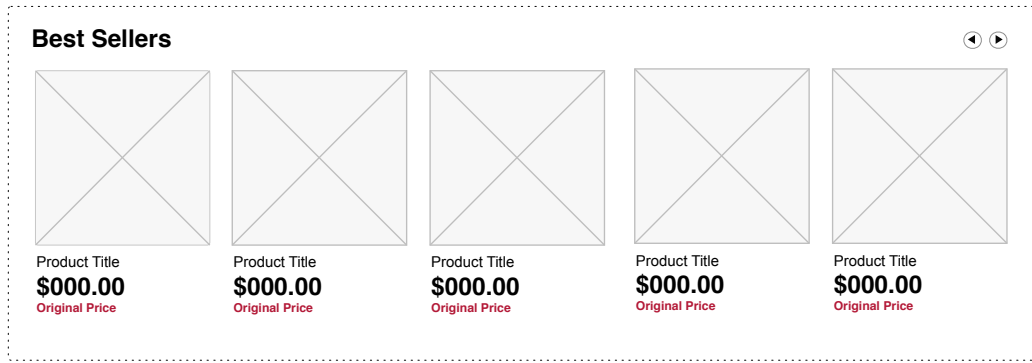 Best Sellers
Product Title
$000.00
Original Price
Product Title
$000.00
Original Price
Product Title
$000.00
Original Price
Product Title
$000.00
Original Price
Product Title
$000.00
Original Price